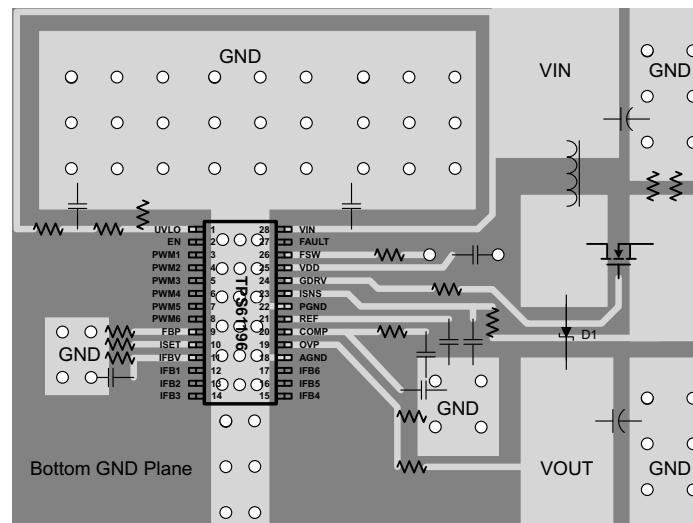 GND
VIN
GND
UVLO 1 28 VIN
EN 2 27 FAULT
PWM1 3 26 FSW
PWM2 4 25 VDD
PWM3 5 24 GDRV
PWM4 6 23 ISNS
PWM5 7 22 PGND
PWM6 8 21 REF
FBP 9 20 COMP
ISET 10 19 OVP
IFBV 11 18 AGND
IFB1 12 17 IFB6
IFB2 13 16 IFB5
IFB3 14 15 IFB4
TPS61196
D1
GND
GND
Bottom GND Plane
VOUT
GND